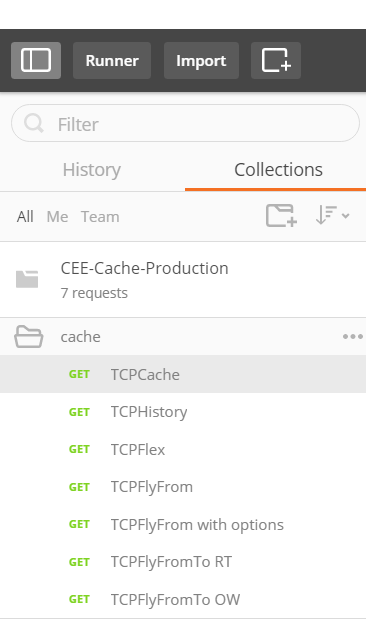 Runner Import
Filter
History Collections
All Me Team
CEE-Cache-Production
7 requests
cache
GET TCPCache
GET TCPHistory
GET TCPFlex
GET TCPFlyFrom
GET TCPFlyFrom with options
GET TCPFlyFromTo RT
GET TCPFlyFromTo OW